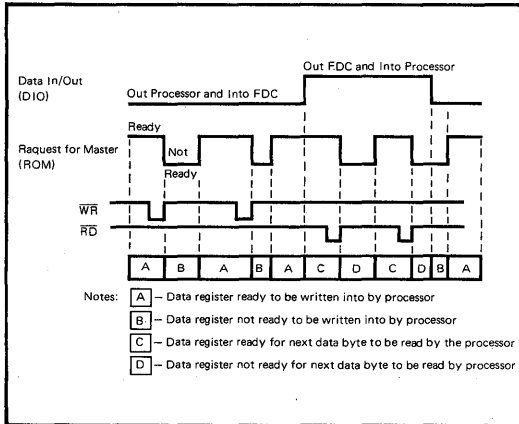 Out F.DC and Into Processor
Data In/Out
(DIO)
Out Processor and Into FDC
Ready
Raquest for Master
(ROM)
Not
Ready
WR
RD
A B A B A C D C D B A
Notes: A – Data register ready to be written into by processor
B – Data register not ready to be written into by processor
C – Data register ready for next data byte to be read by the processor
D – Data register not ready for next data byte to be read by processor